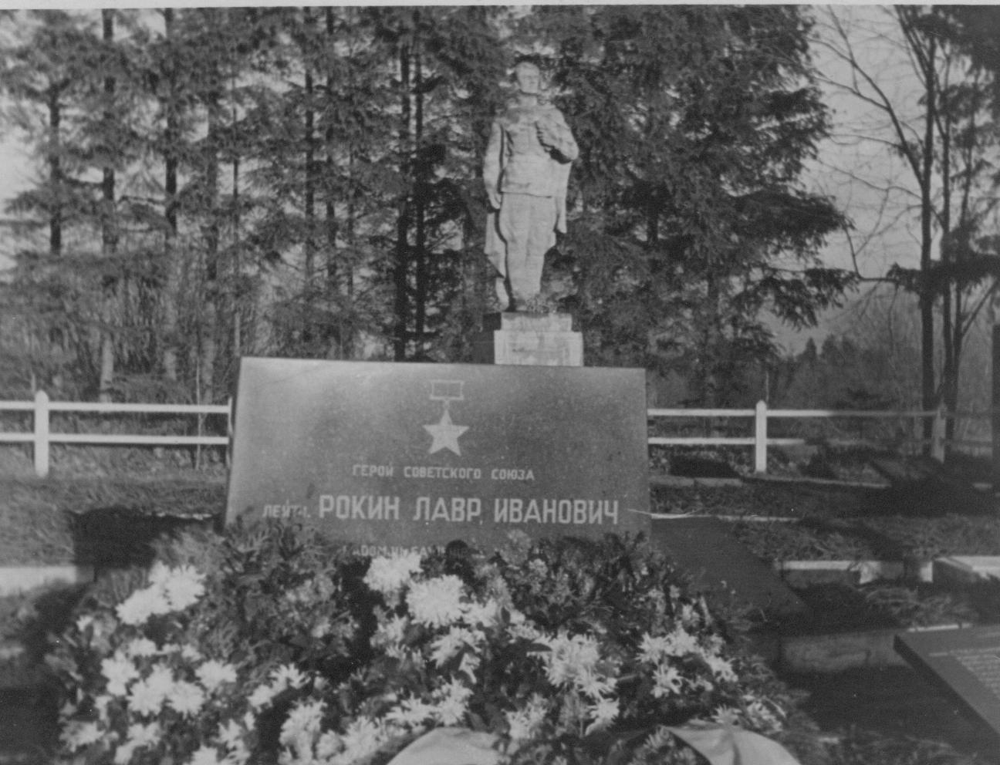 ГЕРОЙ СОВЕТСКОГО СОЮЗА
ЛЕЙТ. РОКИН ЛАВР ИВАНОВИЧ